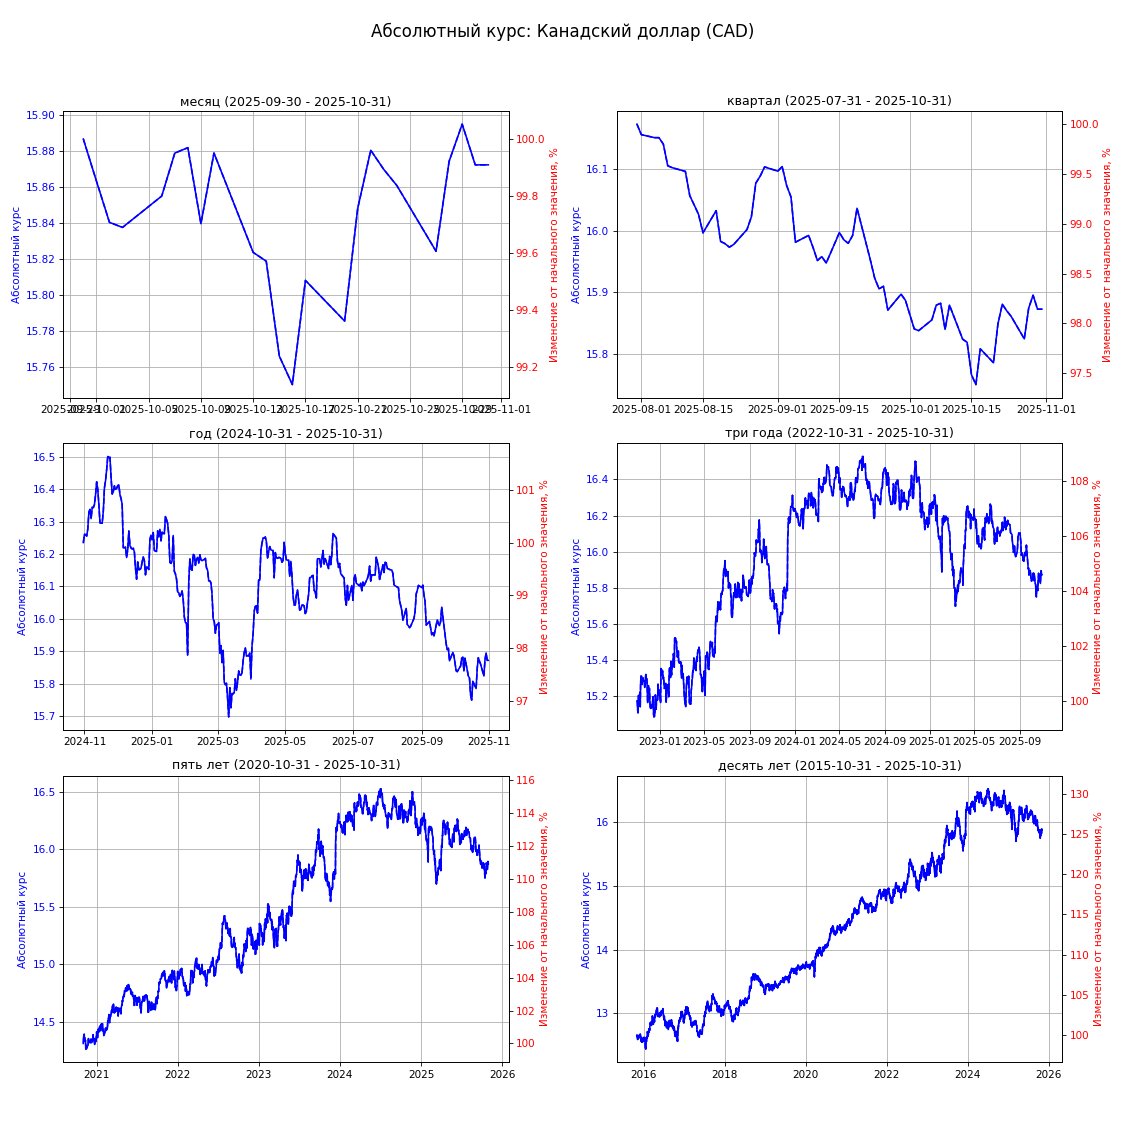 Абсолютный курс: Канадский доллар (CAD)
месяц (2025-09-30 - 2025-10-31)
15.90
15.88
15.86
15.84
15.82
15.80
15.78
15.76
Абсолютный курс
100.0
99.8
99.6
99.4
99.2
Изменение от начального значения, %
2025-10-01 2025-10-05 2025-10-09 2025-10-13 2025-10-17 2025-10-21 2025-10-25 2025-10-29 2025-11-01
квартал (2025-07-31 - 2025-10-31)
16.1
16.0
15.9
15.8
Абсолютный курс
100.0
99.5
99.0
98.5
98.0
97.5
Изменение от начального значения, %
2025-08-01 2025-08-15 2025-09-01 2025-09-15 2025-10-01 2025-10-15 2025-11-01
год (2024-10-31 - 2025-10-31)
16.5
16.4
16.3
16.2
16.1
16.0
15.9
15.8
15.7
Абсолютный курс
101
100
99
98
97
Изменение от начального значения, %
2024-11 2025-01 2025-03 2025-05 2025-07 2025-09 2025-11
три года (2022-10-31 - 2025-10-31)
16.4
16.2
16.0
15.8
15.6
15.4
15.2
Абсолютный курс
108
106
104
102
100
Изменение от начального значения, %
2023-01 2023-05 2023-09 2024-01 2024-05 2024-09 2025-01 2025-05 2025-09
пять лет (2020-10-31 - 2025-10-31)
16.5
16.0
15.5
15.0
14.5
Абсолютный курс
116
114
112
110
108
106
104
102
100
Изменение от начального значения, %
2021 2022 2023 2024 2025 2026
десять лет (2015-10-31 - 2025-10-31)
16
15
14
13
Абсолютный курс
130
125
120
115
110
105
100
Изменение от начального значения, %
2016 2018 2020 2022 2024 2026